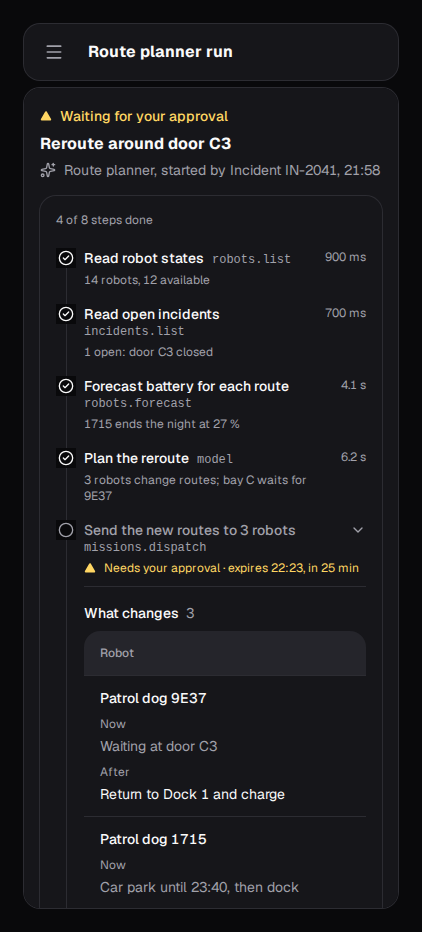 Route planner run
Waiting for your approval
Reroute around door C3
Route planner, started by Incident IN-2041, 21:58
4 of 8 steps done
Read robot states robots.list 900 ms
14 robots, 12 available
Read open incidents 700 ms
incidents.list
1 open: door C3 closed
Forecast battery for each route 4.1 s
robots.forecast
1715 ends the night at 27 %
Plan the reroute model 6.2 s
3 robots change routes; bay C waits for
9E37
Send the new routes to 3 robots
missions.dispatch
Needs your approval · expires 22:23, in 25 min
What changes 3
Robot
Patrol dog 9E37
Now
Waiting at door C3
After
Return to Dock 1 and charge
Patrol dog 1715
Now
Car park until 23:40, then dock